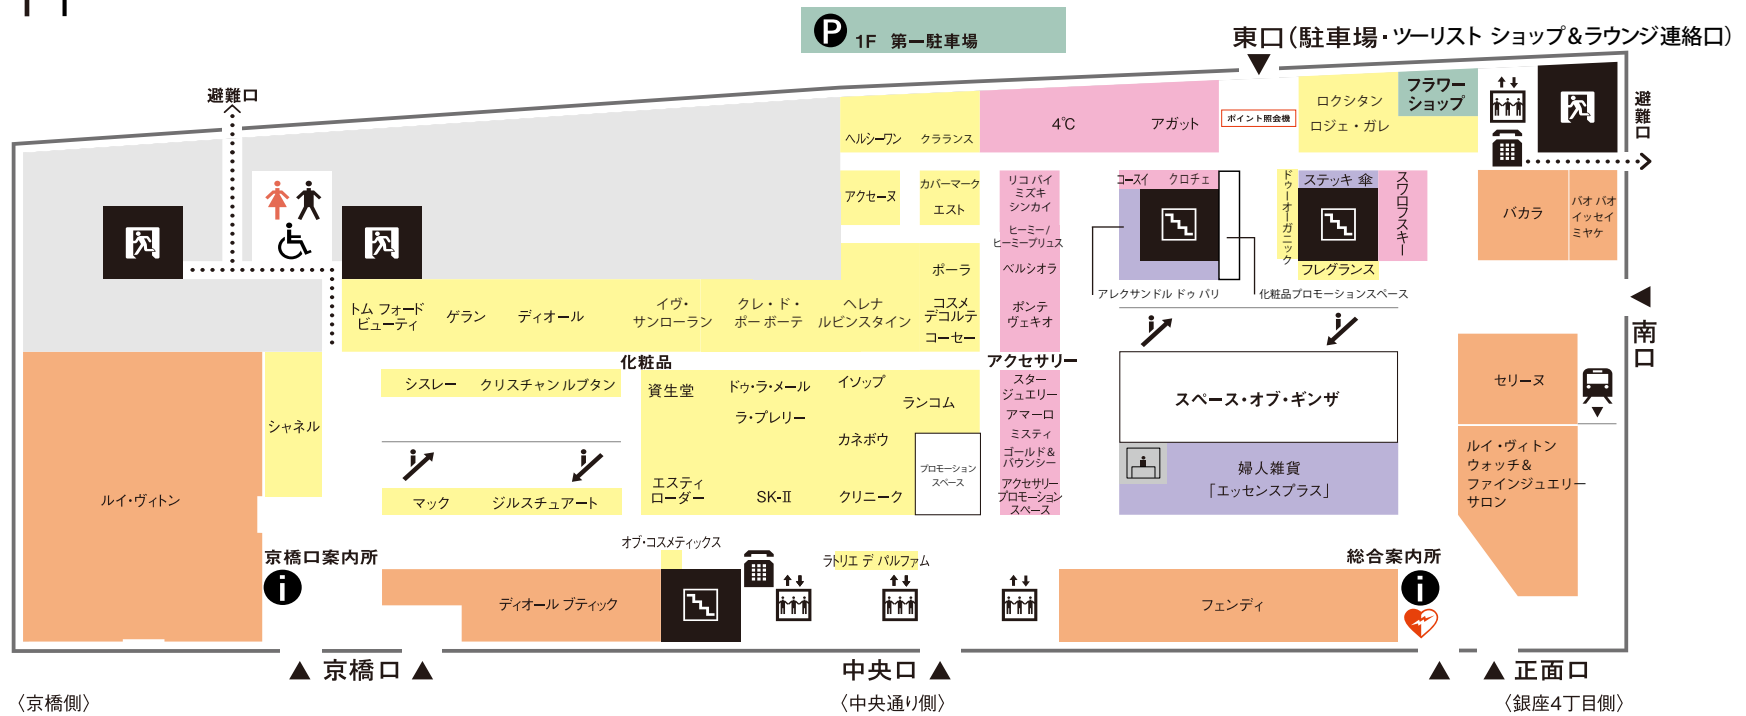 P 1F 第一駐車場
東口(駐車場・ツーリスト ショップ&ラウンジ連絡口)
避難口
ヘルシーワン
クラランス
4℃
アガット
ポイント照会機
ロクシタン
ロジェ・ガレ
フラワー
ショップ
避難口
アクセーヌ
カバーマーク
エスト
リコ バイ
ミズキ
シンカイ
ヒーミー/
ヒーミープリュス
ベルシオラ
ポンテ
ヴェキオ
コースイ
クロチェ
ドゥーオーガニック
ステッキ 傘
スワロフスキー
フレグランス
バカラ
バオ バオ
イッセイ
ミヤケ
アレクサンドル ドゥ パリ
化粧品プロモーションスペース
トム フォード
ビューティ
ゲラン
ディオール
イヴ・
サンローラン
クレ・ド・
ポー ボーテ
ヘレナ
ルビンスタイン
ポーラ
コスメ
デコルテ
コーセー
南口
化粧品
アクセサリー
シスレー
クリスチャン ルブタン
資生堂
ドゥ・ラ・メール
ラ・プレリー
イソップ
ランコム
カネボウ
スター
ジュエリー
アマーロ
ミスティ
ゴールド&
バウンシー
アクセサリー
プロモーション
スペース
スペース・オブ・ギンザ
セリーヌ
シャネル
ルイ・ヴィトン
ウォッチ&
ファインジュエリー
サロン
婦人雑貨
「エッセンスプラス」
プロモーション
スペース
ルイ・ヴィトン
マック
ジルスチュアート
エスティ
ローダー
SK-II
クリニーク
オブ・コスメティックス
ラトリエ デ パルファム
京橋口案内所
総合案内所
ディオール ブティック
フェンディ
京橋口
中央口
正面口
〈京橋側〉
〈中央通り側〉
〈銀座4丁目側〉